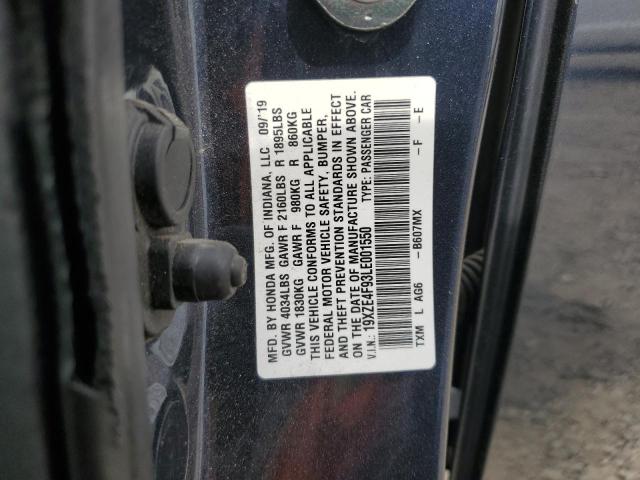 MFD. BY HONDA MFG. OF INDIANA, LLC 09/'19
GVWR 4034LBS GAWR F 2160LBS R 1895LBS
GVWR 1830KG GAWR F 980KG R 860KG
THIS VEHICLE CONFORMS TO ALL APPLICABLE
FEDERAL MOTOR VEHICLE SAFETY, BUMPER,
AND THEFT PREVENTION STANDARDS IN EFFECT
ON THE DATE OF MANUFACTURE SHOWN ABOVE.
V.I.N.: 19XZE4F93LE001550 TYPE: PASSENGER CAR
TXM L AG6 -B607MX -F -E